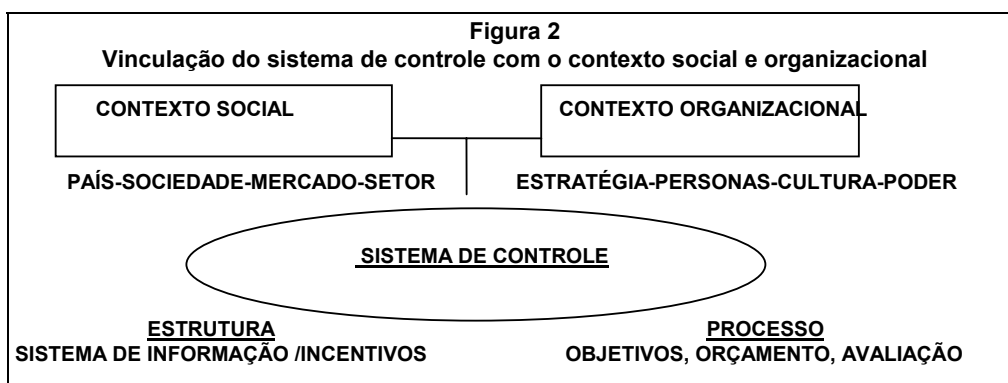 Figura 2
Vinculação do sistema de controle com o contexto social e organizacional
CONTEXTO SOCIAL
CONTEXTO ORGANIZACIONAL
PAÍS-SOCIEDADE-MERCADO-SETOR
ESTRATÉGIA-PERSONAS-CULTURA-PODER
SISTEMA DE CONTROLE
ESTRUTURA
SISTEMA DE INFORMAÇÃO /INCENTIVOS
PROCESSO
OBJETIVOS, ORÇAMENTO, AVALIAÇÃO